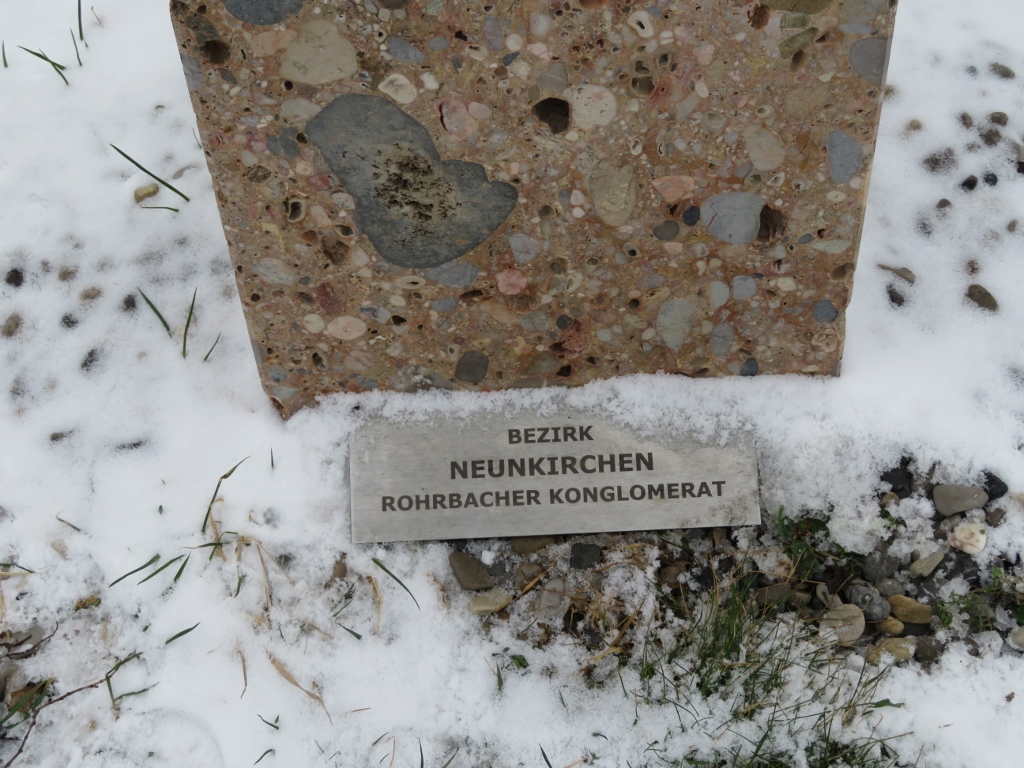 BEZIRK
NEUNKIRCHEN
ROHRBACHER KONGLOMERAT